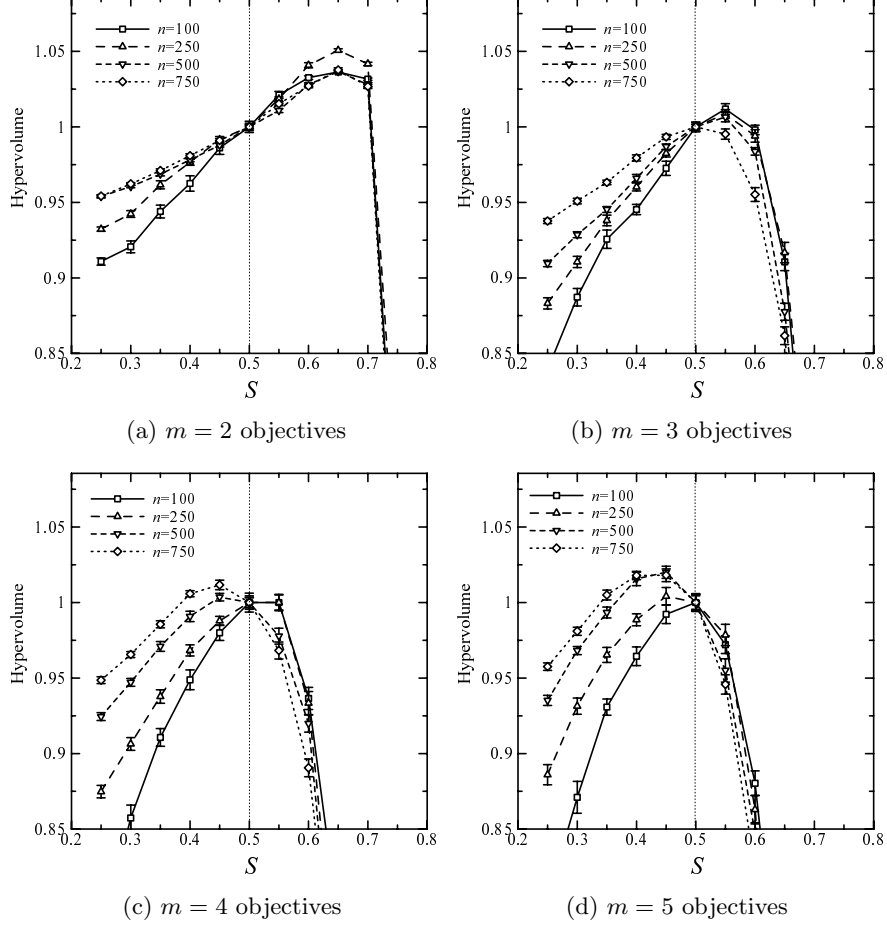 n=100
n=250
n=500
n=750
1.05
1
0.95
0.9
0.85
0.2 0.3 0.4 0.5 0.6 0.7 0.8
Hypervolume
S
(a) m = 2 objectives
n=100
n=250
n=500
n=750
1.05
1
0.95
0.9
0.85
0.2 0.3 0.4 0.5 0.6 0.7 0.8
Hypervolume
S
(b) m = 3 objectives
n=100
n=250
n=500
n=750
1.05
1
0.95
0.9
0.85
0.2 0.3 0.4 0.5 0.6 0.7 0.8
Hypervolume
S
(c) m = 4 objectives
n=100
n=250
n=500
n=750
1.05
1
0.95
0.9
0.85
0.2 0.3 0.4 0.5 0.6 0.7 0.8
Hypervolume
S
(d) m = 5 objectives